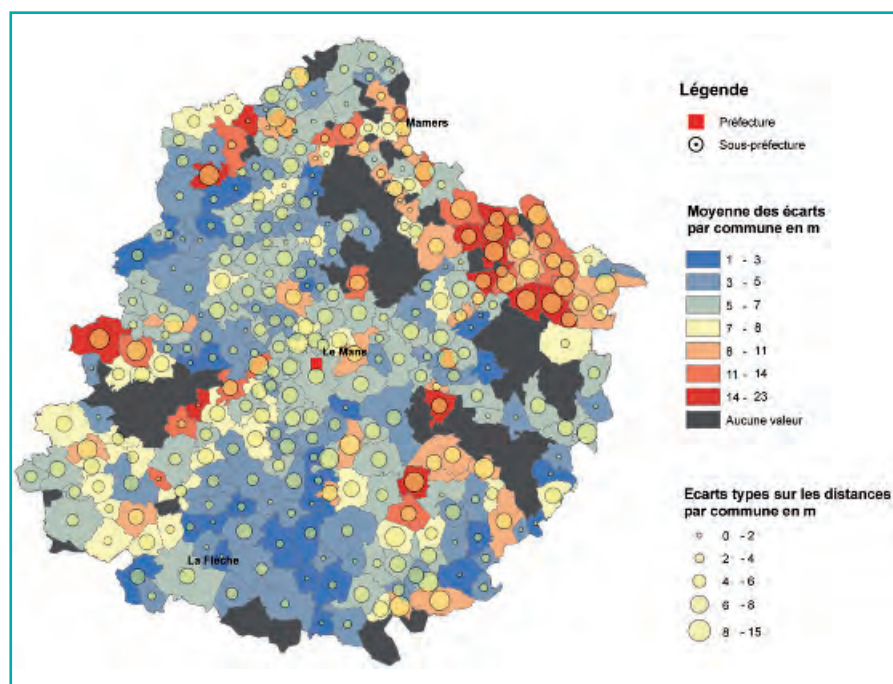 Mamers
Le Mans
La Flèche
Légende
Préfecture
Sous-préfecture
Moyenne des écarts
par commune en m
1 - 3
3 - 5
5 - 7
7 - 8
8 - 11
11 - 14
14 - 23
Aucune valeur
Ecarts types sur les distances
par commune en m
0 - 2
2 - 4
4 - 6
6 - 8
8 - 15